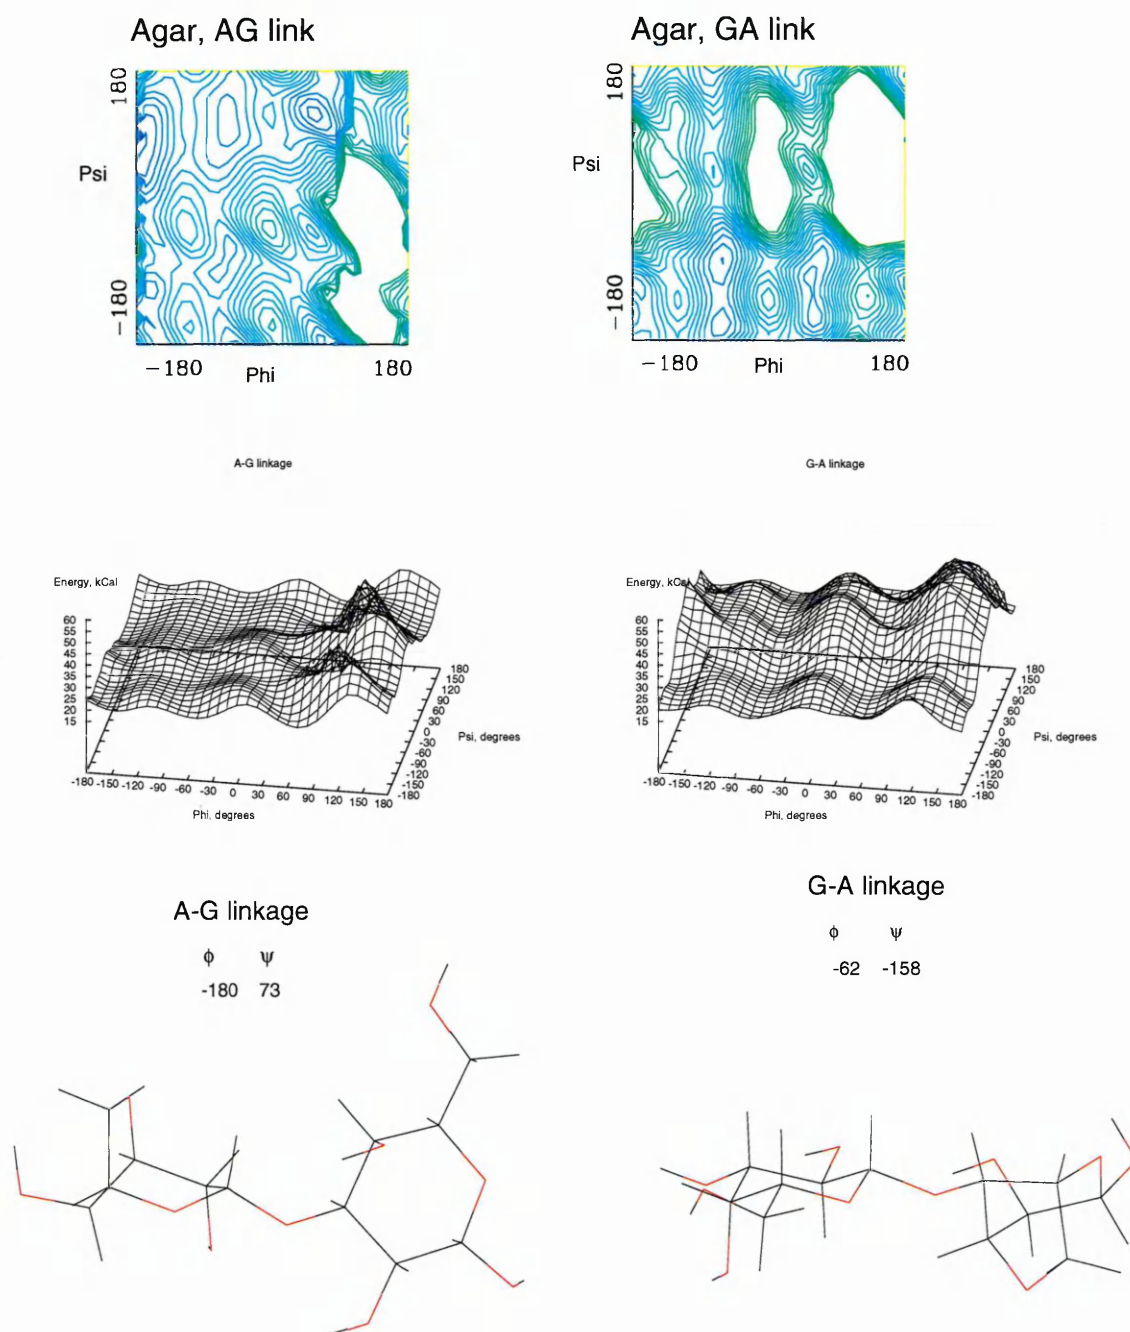 Agar, AG link
Agar, GA link
180
Psi
-180
-180
Phi
180
180
Psi
-180
-180
Phi
180
A-G linkage
G-A linkage
Energy, kCal
60
55
50
45
40
35
30
25
20
15
180
150
120
90
60
30
0
-30
-60
-90
-120
-150
-180
Psi, degrees
-180 -150 -120 -90 -60 -30 0 30 60 90 120 150 180
Phi, degrees
Energy, kCal
60
55
50
45
40
35
30
25
20
15
180
150
120
90
60
30
0
-30
-60
-90
-120
-150
-180
Psi, degrees
-180 -150 -120 -90 -60 -30 0 30 60 90 120 150 180
Phi, degrees
A-G linkage
ϕ ψ
-180 73
G-A linkage
ϕ ψ
-62 -158